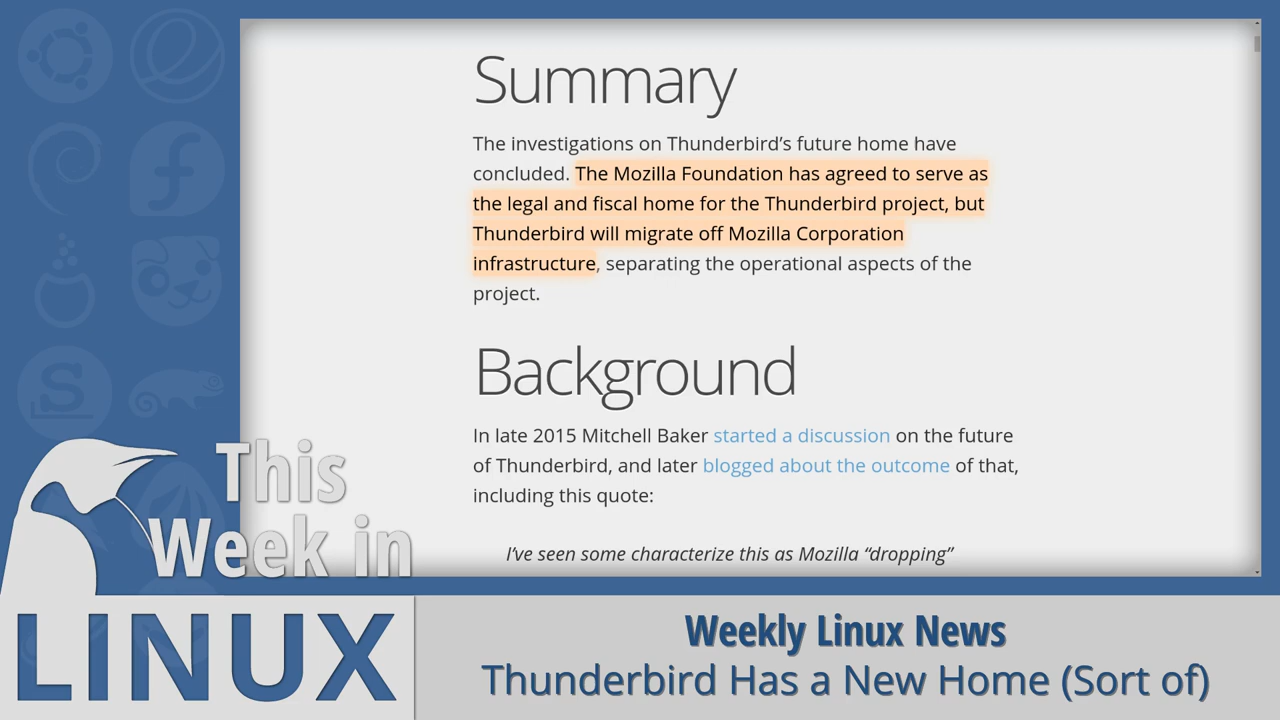 Summary
The investigations on Thunderbird’s future home have
concluded. The Mozilla Foundation has agreed to serve as
the legal and fiscal home for the Thunderbird project, but
Thunderbird will migrate off Mozilla Corporation
infrastructure, separating the operational aspects of the
project.
Background
In late 2015 Mitchell Baker started a discussion on the future
of Thunderbird, and later blogged about the outcome of that,
including this quote:
I’ve seen some characterize this as Mozilla “dropping”
This
Week in
LINUX
Weekly Linux News
Thunderbird Has a New Home (Sort of)